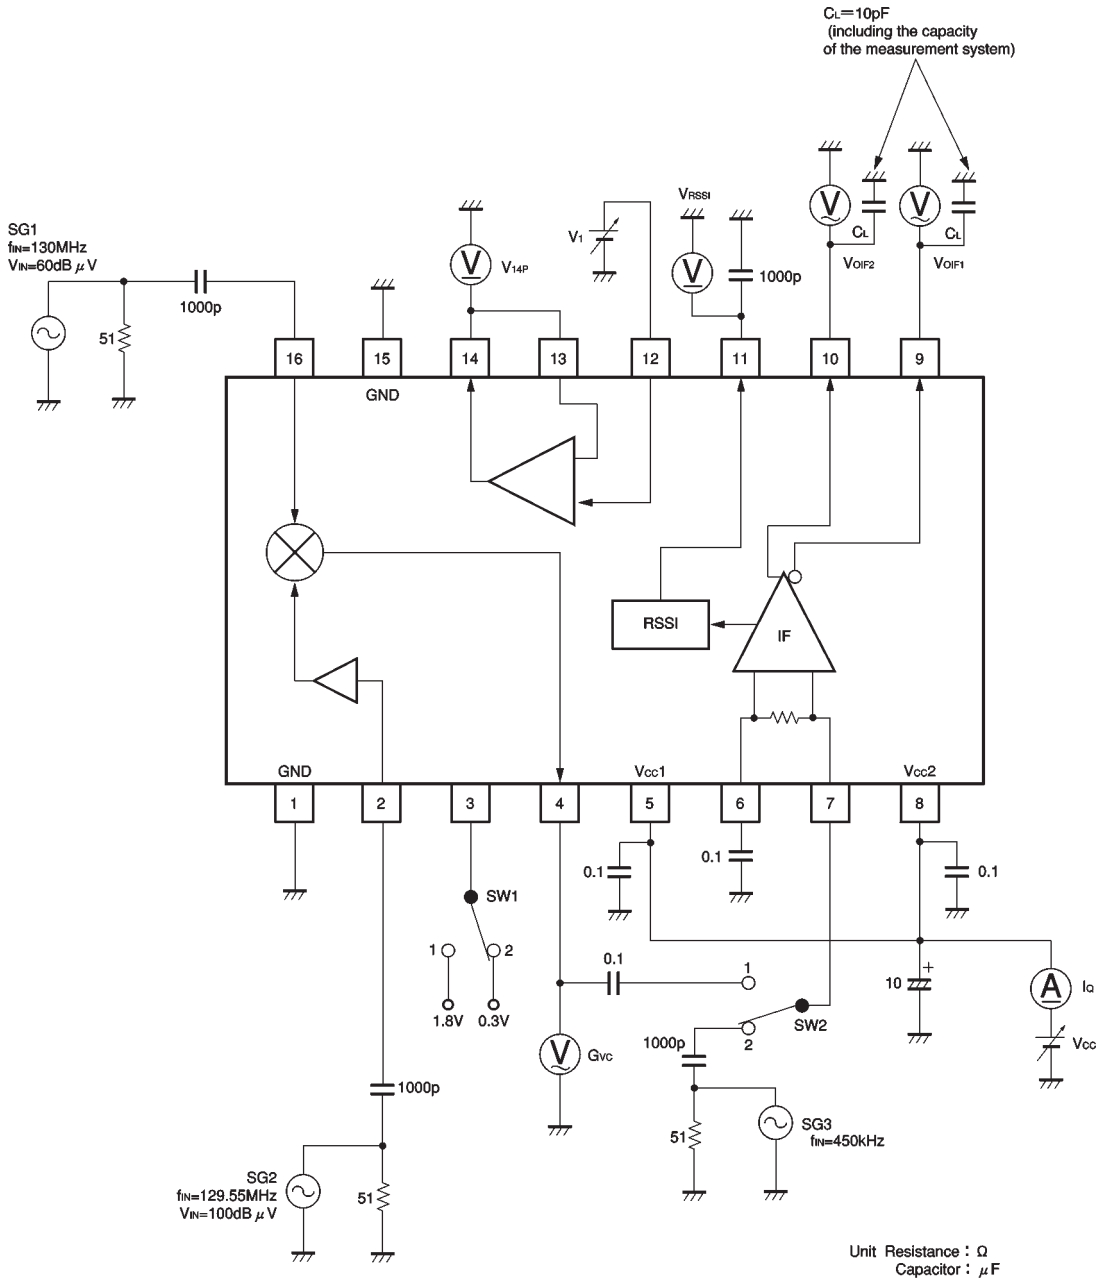 CL=10pF
(including the capacity
of the measurement system)
VRSSI
SG1
fIN=130MHz
VIN=60dBμV
1000p
51
V
V14P
V1
V
1000p
V
CL
VOIF2
V
CL
VOIF1
16
15
14
13
12
11
10
9
GND
RSSI
IF
GND
VCC1
VCC2
1
2
3
4
5
6
7
8
0.1
0.1
0.1
SW1
1
2
1.8V
0.3V
0.1
1
SW2
2
10
+
A
IQ
VCC
V
GVC
1000p
1000p
51
SG3
fIN=450kHz
SG2
fIN=129.55MHz
VIN=100dBμV
51
Unit Resistance : Ω
Capacitor : μF